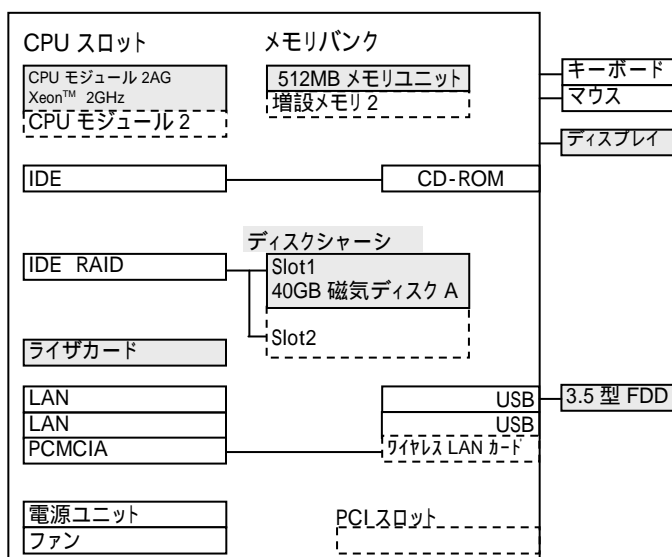 CPU スロット
メモリバンク
CPU モジュール 2AG
Xeon™ 2GHz
CPU モジュール 2
512MB メモリユニット
増設メモリ 2
キーボード
マウス
ディスプレイ
IDE
CD-ROM
ディスクシャーシ
IDE RAID
Slot1
40GB 磁気ディスク A
Slot2
ライザカード
LAN
USB
3.5 型 FDD
LAN
USB
PCMCIA
ワイヤレス LAN カード
電源ユニット
PCI スロット
ファン